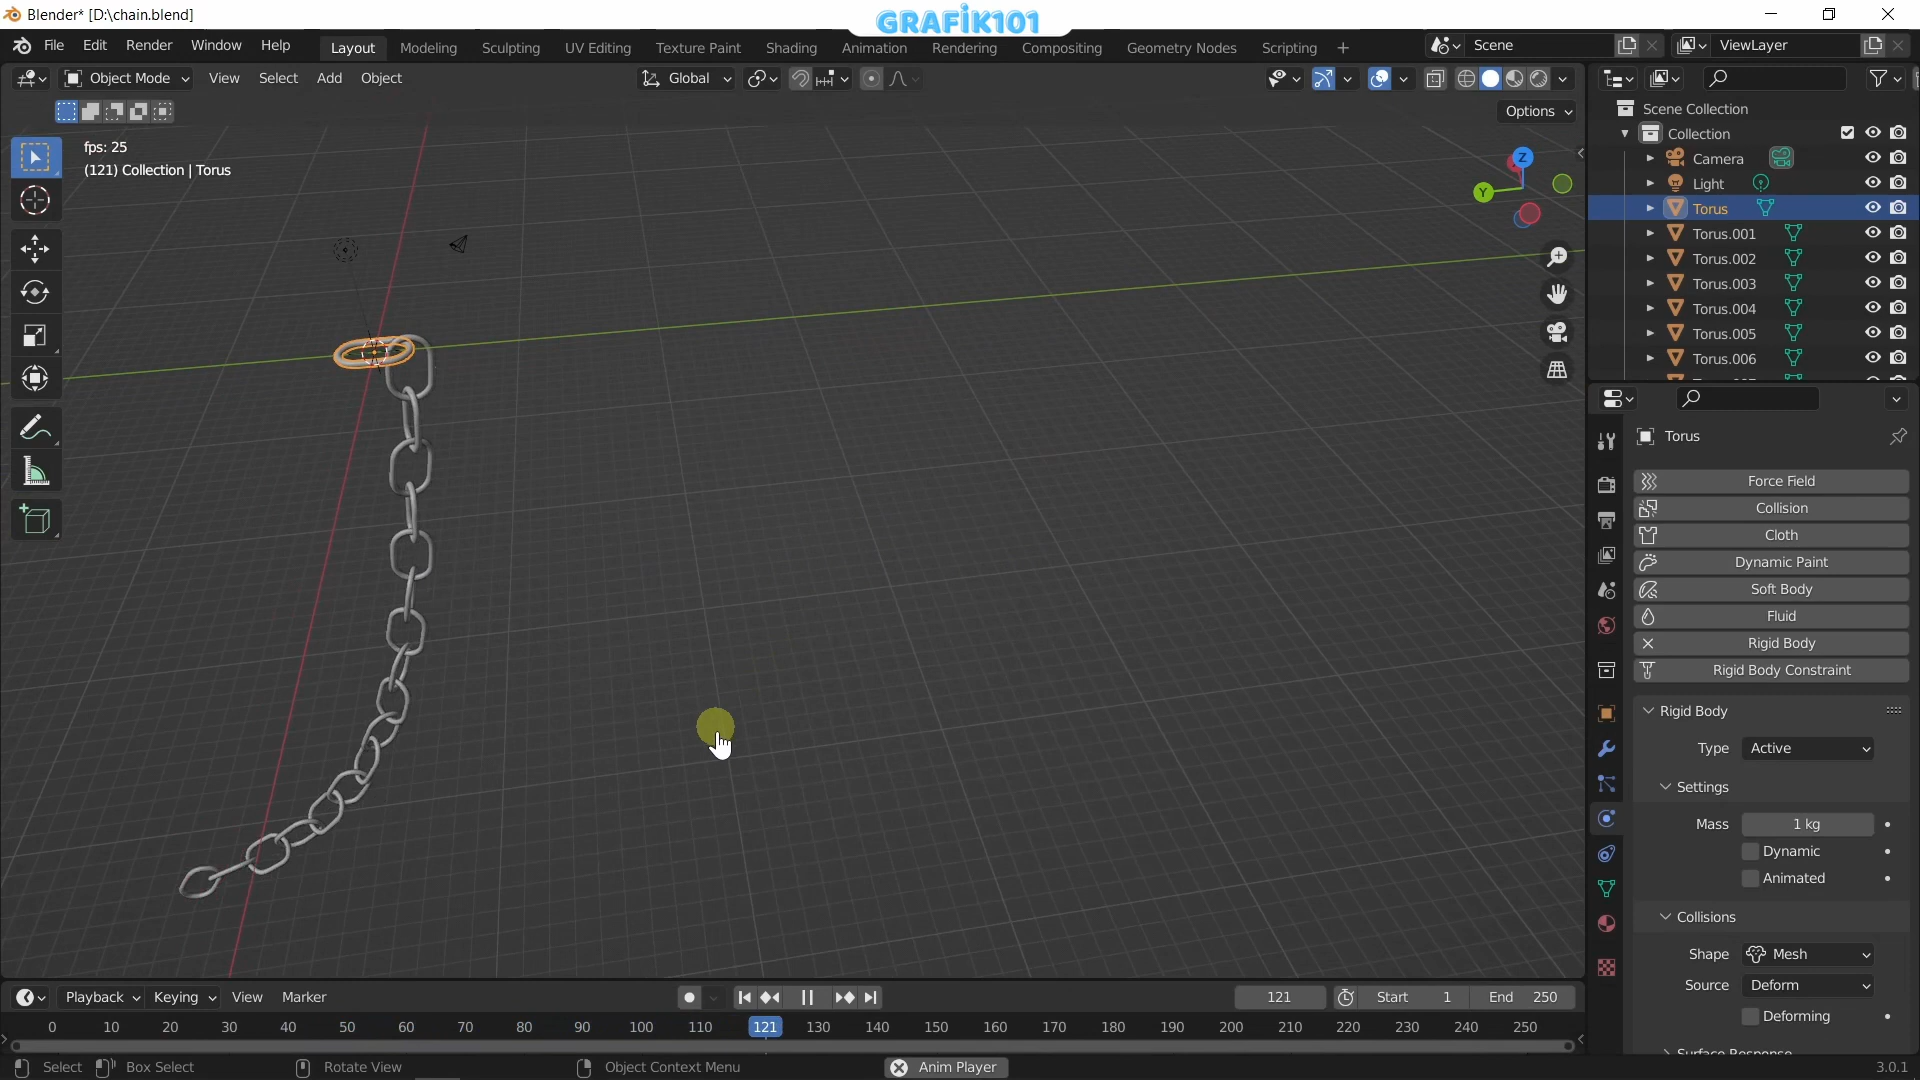 Blender* [D:\chain.blend]
GRAFİK101
File Edit Render Window Help
Layout Modeling Sculpting UV Editing Texture Paint Shading Animation Rendering Compositing Geometry Nodes Scripting +
Scene
ViewLayer
Object Mode View Select Add Object
Global
Options
fps: 25
(121) Collection | Torus
Z
Y
Scene Collection
Collection
Camera
Light
Torus
Torus.001
Torus.002
Torus.003
Torus.004
Torus.005
Torus.006
Torus
Force Field
Collision
Cloth
Dynamic Paint
Soft Body
Fluid
Rigid Body
Rigid Body Constraint
Rigid Body
Type Active
Settings
Mass 1 kg
Dynamic
Animated
Collisions
Shape Mesh
Source Deform
Deforming
Surface Response
Playback Keying View Marker
121 Start 1 End 250
0 10 20 30 40 50 60 70 80 90 100 110 121 130 140 150 160 170 180 190 200 210 220 230 240 250
Select Box Select Rotate View Object Context Menu Anim Player 3.0.1